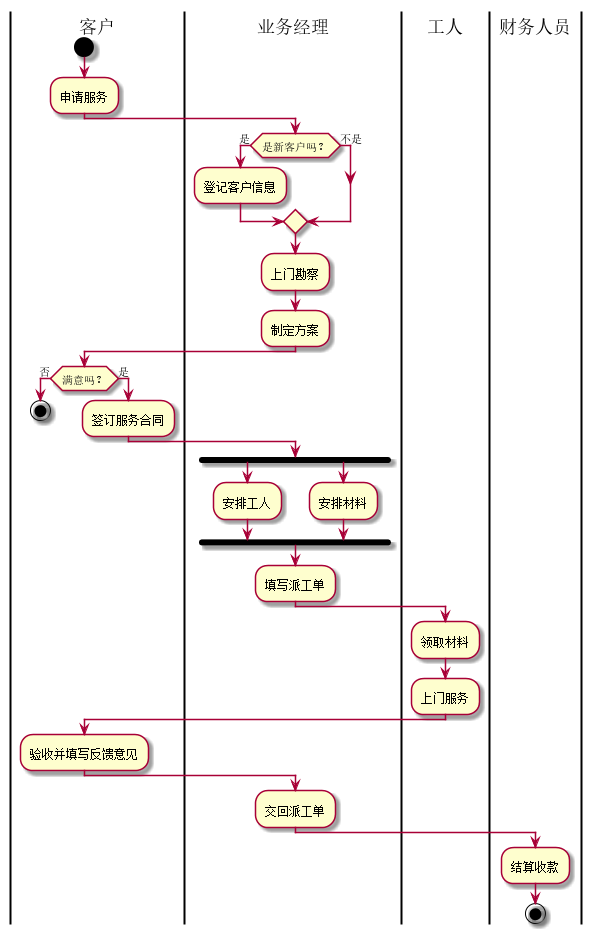 客户
业务经理
工人
财务人员
申请服务
是
是新客户吗？
不是
登记客户信息
上门勘察
制定方案
否
满意吗？
是
签订服务合同
安排工人
安排材料
填写派工单
领取材料
上门服务
验收并填写反馈意见
交回派工单
结算收款